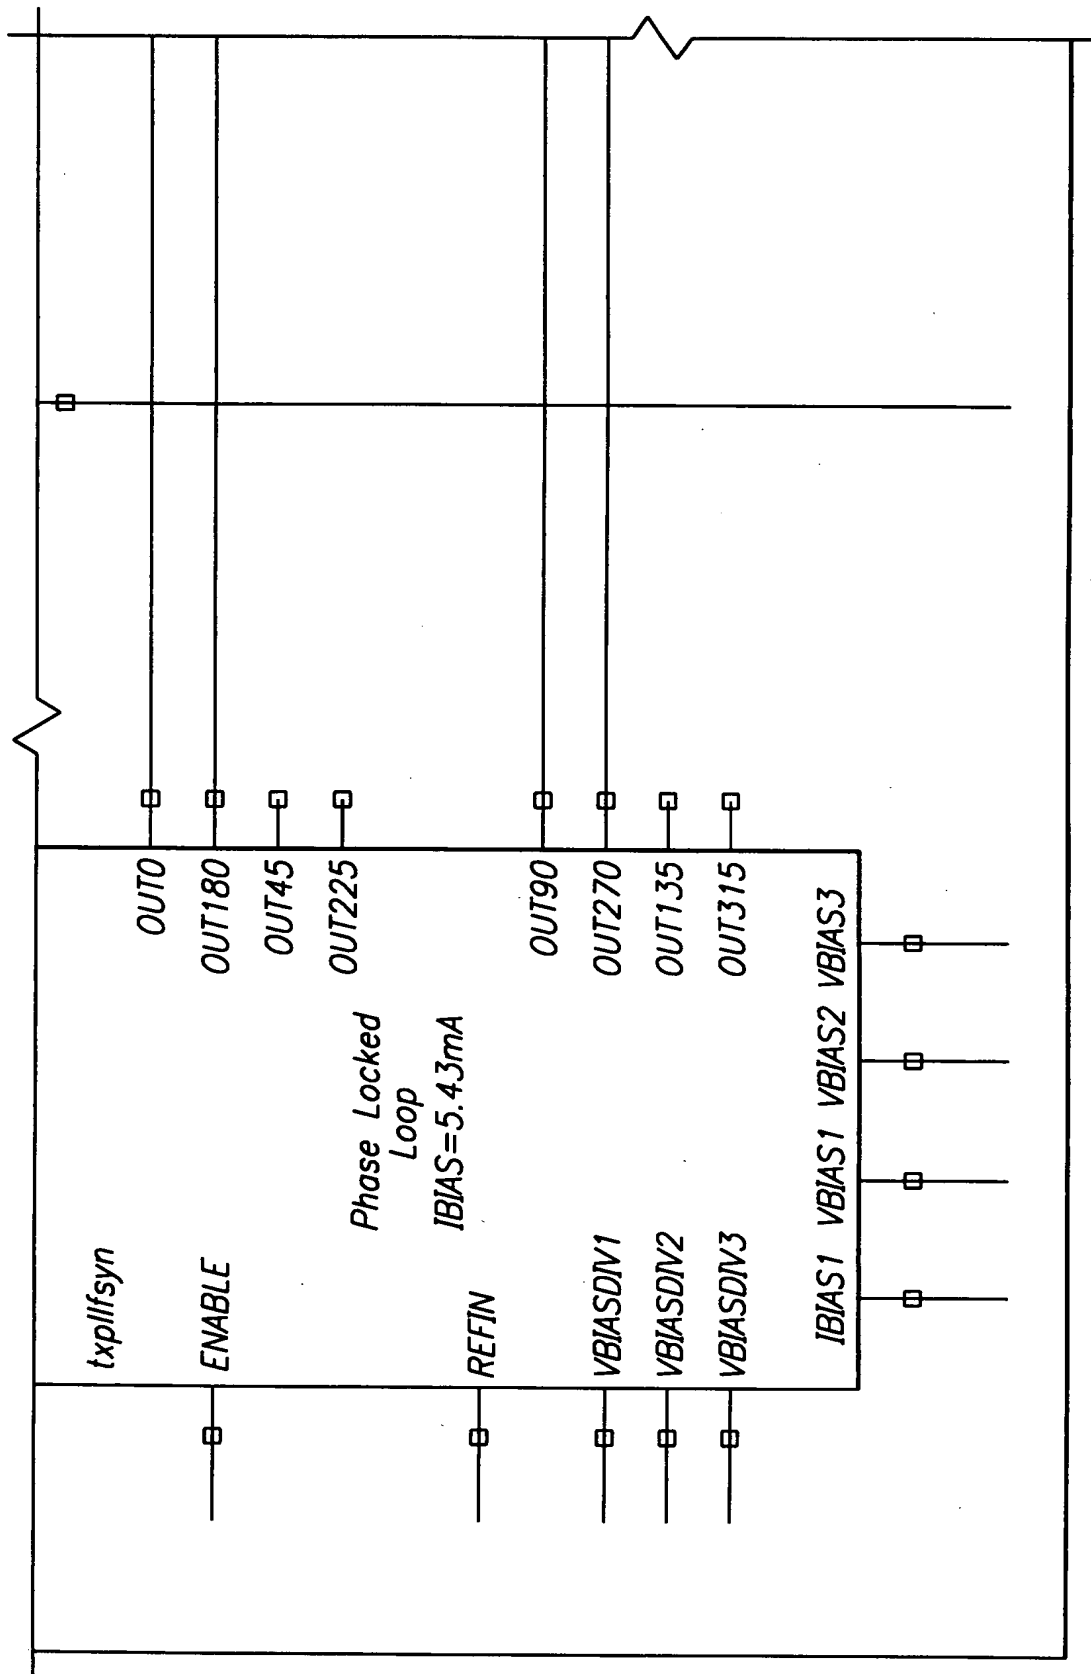 txpllfsyn
ENABLE
REFIN
VBIASDIV1
VBIASDIV2
VBIASDIV3
Phase Locked
Loop
IBIAS=5.43mA
OUT0
OUT180
OUT45
OUT225
OUT90
OUT270
OUT135
OUT315
IBIAS1 VBIAS1 VBIAS2 VBIAS3